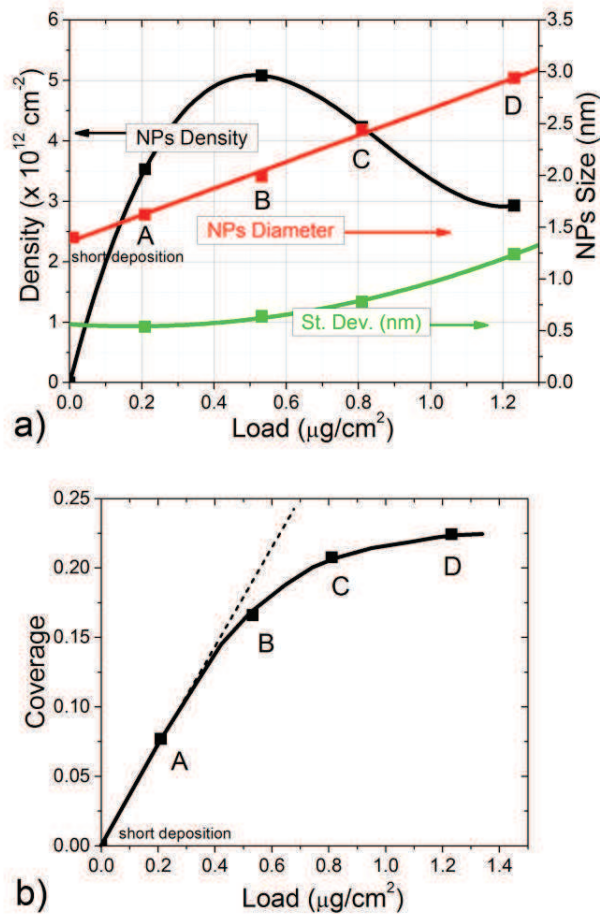 6
5
4
3
2
1
0
Density (x 10¹² cm⁻²)
3.5
3.0
2.5
2.0
1.5
1.0
0.5
0.0
NPs Size (nm)
NPs Density
D
C
B
A
NPs Diameter
short deposition
St. Dev. (nm)
0.0 0.2 0.4 0.6 0.8 1.0 1.2
Load (μg/cm²)
a)
0.25
0.20
0.15
0.10
0.05
0.00
Coverage
D
C
B
A
short deposition
0.0 0.2 0.4 0.6 0.8 1.0 1.2 1.4
Load (μg/cm²)
b)